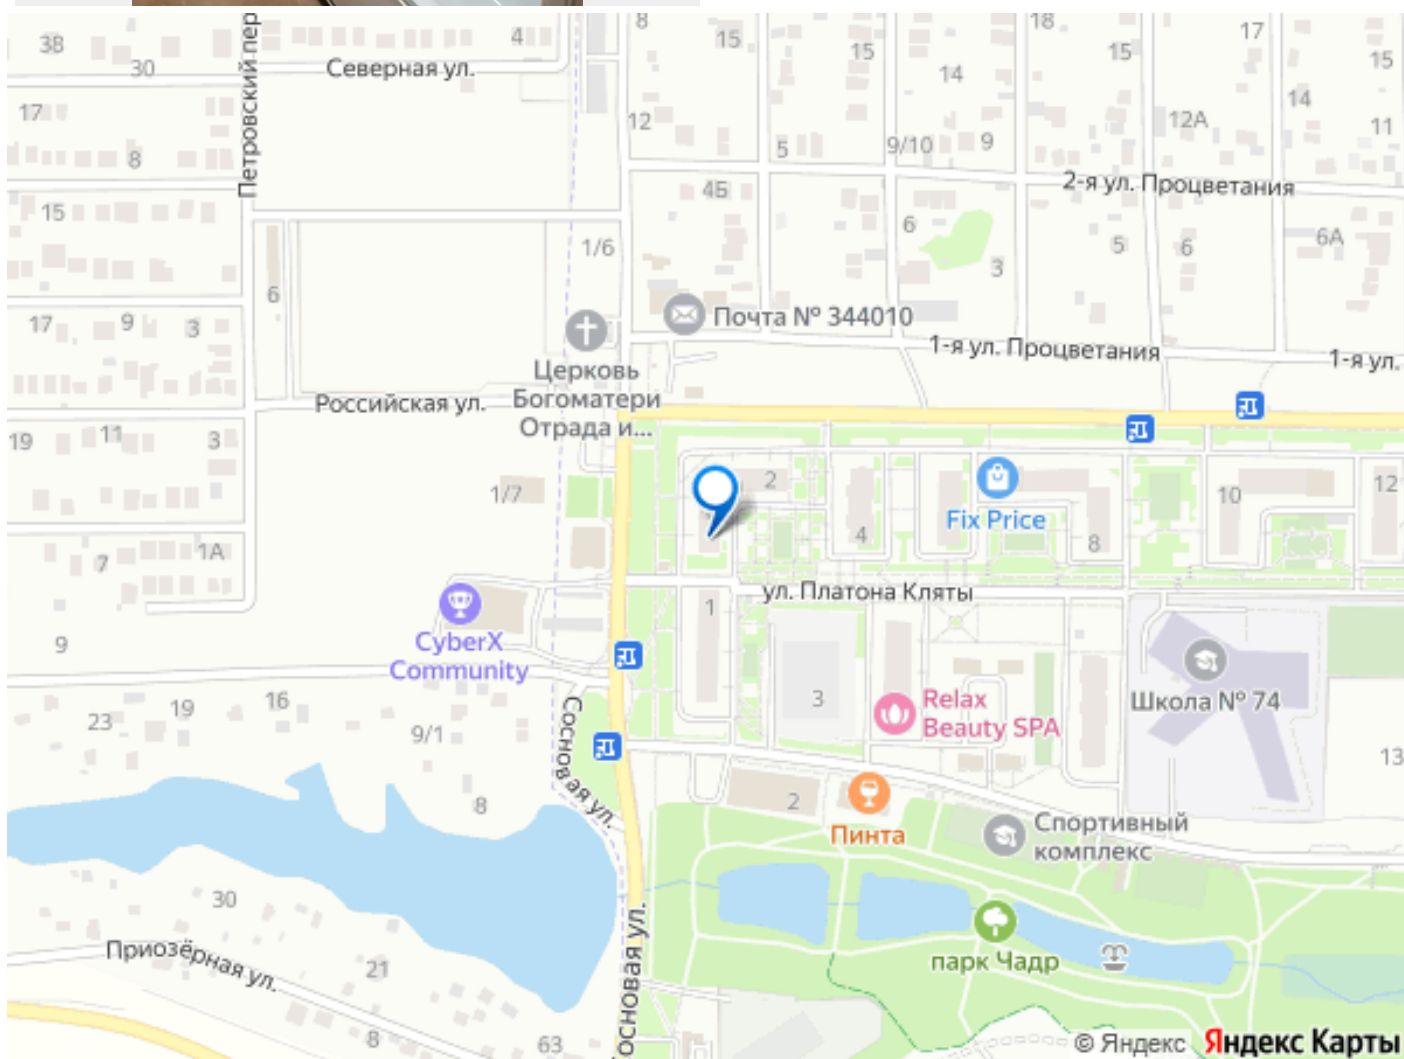 8
18
17
3В
4
15
15
15
15
30
Северная ул.
14
Петровский пер
17
12
12А
14
11
8
5
9/10
9
2-я ул. Процветания
4Б
15
6
5
6
6А
1/6
3
6
17
9
3
Почта № 344010
1-я ул. Процветания
1-я ул.
Церковь
Богоматери
Отрада и...
Российская ул.
19
11
3
1/7
2
10
12
Fix Price
4
8
7
1А
ул. Платона Кляты
1
CyberX
Community
9
Школа № 74
3
Relax
Beauty SPA
16
19
23
9/1
Сосновая ул.
13
8
2
Пинта
Спортивный
комплекс
30
Приозёрная ул.
21
парк Чадр
Сосновая ул.
8
63
© Яндекс Яндекс Карты